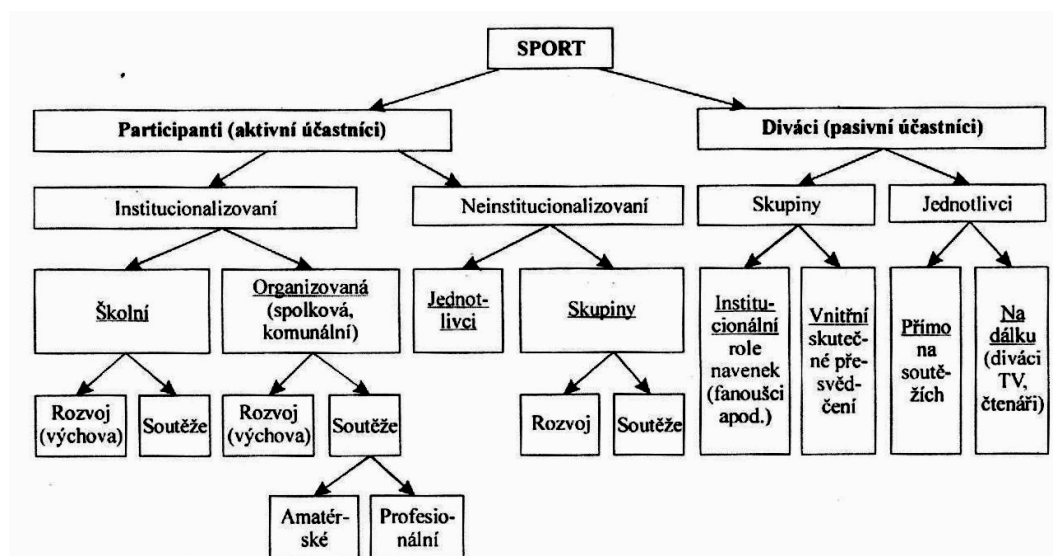 SPORT
Participanti (aktivní účastníci)
Diváci (pasivní účastníci)
Institucionalizovaní
Neinstitucionalizovaní
Skupiny
Jednotlivci
Školní
Organizovaná
(spolková,
komunální)
Jednot-
livci
Skupiny
Institu-
cionální
role
navenek
(fanoušci
apod.)
Vnitřní
skuteč-
né pře-
svěd-
čení
Přímo
na
soutě-
žích
Na
dálku
(diváci
TV,
čtenáři)
Rozvoj
(výchova)
Soutěže
Rozvoj
(výchova)
Soutěže
Rozvoj
Soutěže
Amatér-
ské
Profesio-
nální